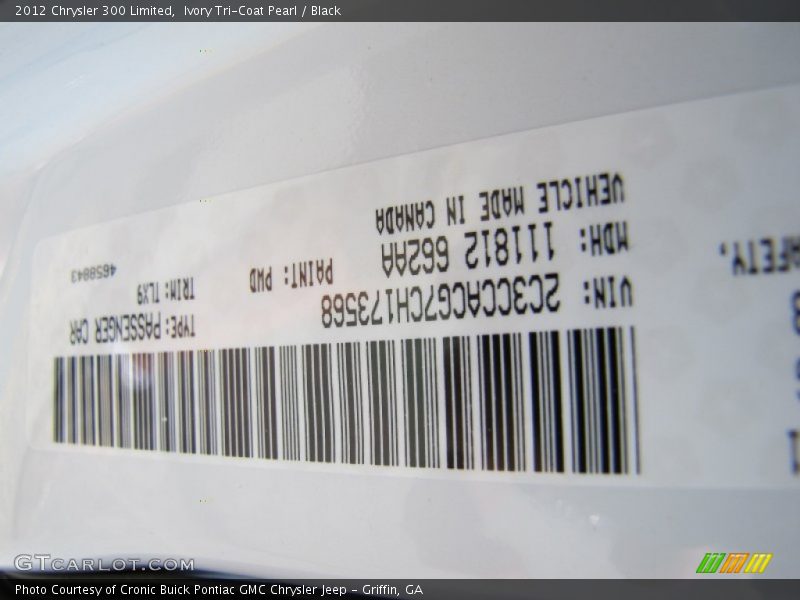 2012 Chrysler 300 Limited,  Ivory Tri-Coat Pearl / Black
VIN: 2C3CCACG7CH173568
TYPE: PASSENGER CAR
MDH: 111812 662AA
PAINT: PWD
TRIM: TLX9
VEHICLE MADE IN CANADA
4658043
FETY.
GTCARLOT.COM
Photo Courtesy of Cronic Buick Pontiac GMC Chrysler Jeep - Griffin, GA